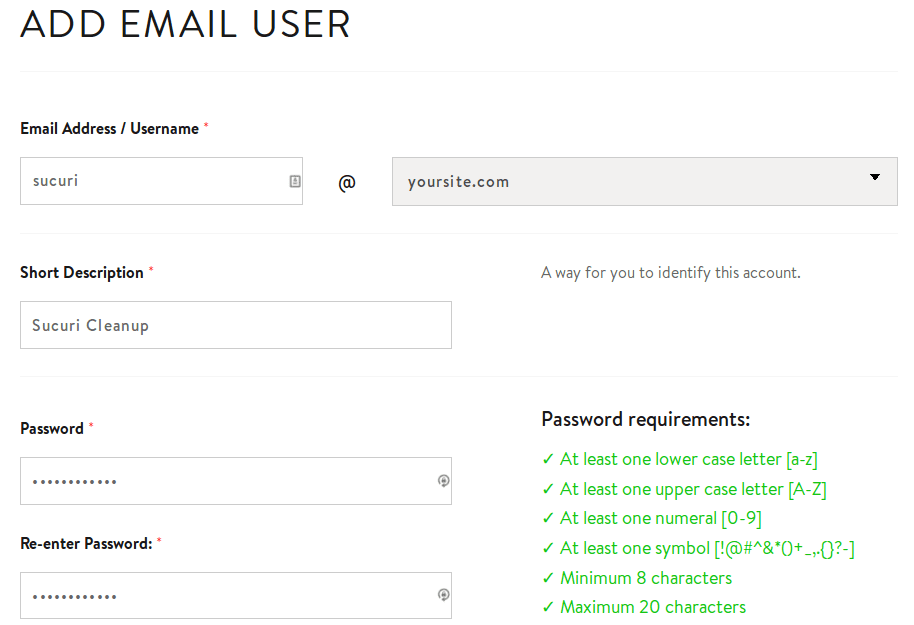 ADD EMAIL USER
Email Address / Username *
sucuri @ yoursite.com
Short Description *
A way for you to identify this account.
Sucuri Cleanup
Password *
••••••••••••
Re-enter Password: *
••••••••••••
Password requirements:
✓ At least one lower case letter [a-z]
✓ At least one upper case letter [A-Z]
✓ At least one numeral [0-9]
✓ At least one symbol [!@#^&*()+_,.{}?-]
✓ Minimum 8 characters
✓ Maximum 20 characters